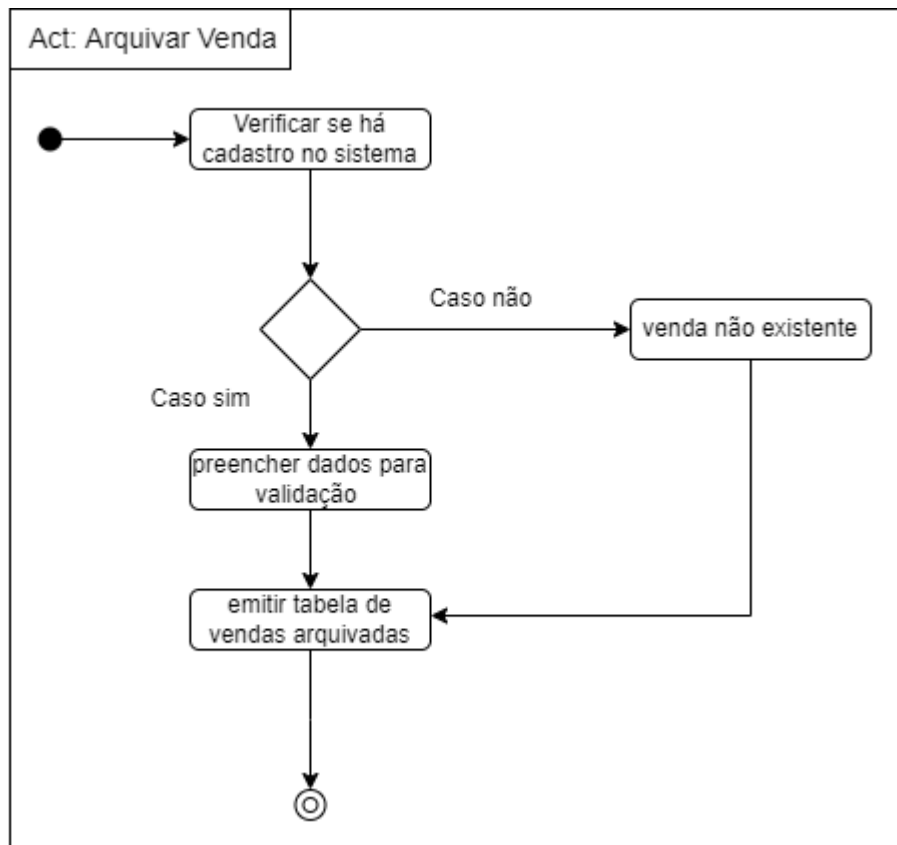 Act: Arquivar Venda
Verificar se há
cadastro no sistema
Caso não
venda não existente
Caso sim
preencher dados para
validação
emitir tabela de
vendas arquivadas